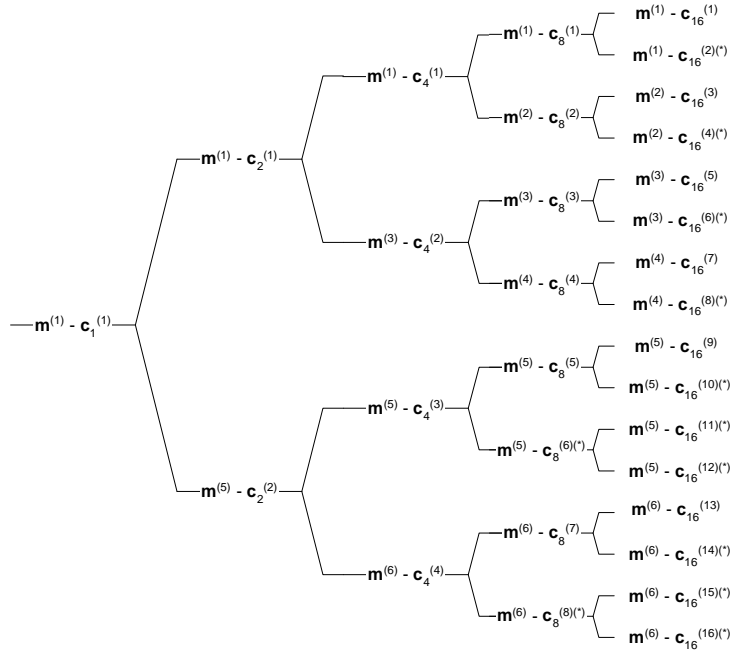 m⁽¹⁾ - c₁⁽¹⁾
m⁽¹⁾ - c₂⁽¹⁾
m⁽⁵⁾ - c₂⁽²⁾
m⁽¹⁾ - c₄⁽¹⁾
m⁽³⁾ - c₄⁽²⁾
m⁽⁵⁾ - c₄⁽³⁾
m⁽⁶⁾ - c₄⁽⁴⁾
m⁽¹⁾ - c₈⁽¹⁾
m⁽²⁾ - c₈⁽²⁾
m⁽³⁾ - c₈⁽³⁾
m⁽⁴⁾ - c₈⁽⁴⁾
m⁽⁵⁾ - c₈⁽⁵⁾
m⁽⁵⁾ - c₈⁽⁶⁾⁽*⁾
m⁽⁶⁾ - c₈⁽⁷⁾
m⁽⁶⁾ - c₈⁽⁸⁾⁽*⁾
m⁽¹⁾ - c₁₆⁽¹⁾
m⁽¹⁾ - c₁₆⁽²⁾⁽*⁾
m⁽²⁾ - c₁₆⁽³⁾
m⁽²⁾ - c₁₆⁽⁴⁾⁽*⁾
m⁽³⁾ - c₁₆⁽⁵⁾
m⁽³⁾ - c₁₆⁽⁶⁾⁽*⁾
m⁽⁴⁾ - c₁₆⁽⁷⁾
m⁽⁴⁾ - c₁₆⁽⁸⁾⁽*⁾
m⁽⁵⁾ - c₁₆⁽⁹⁾
m⁽⁵⁾ - c₁₆⁽¹⁰⁾⁽*⁾
m⁽⁵⁾ - c₁₆⁽¹¹⁾⁽*⁾
m⁽⁵⁾ - c₁₆⁽¹²⁾⁽*⁾
m⁽⁶⁾ - c₁₆⁽¹³⁾
m⁽⁶⁾ - c₁₆⁽¹⁴⁾⁽*⁾
m⁽⁶⁾ - c₁₆⁽¹⁵⁾⁽*⁾
m⁽⁶⁾ - c₁₆⁽¹⁶⁾⁽*⁾